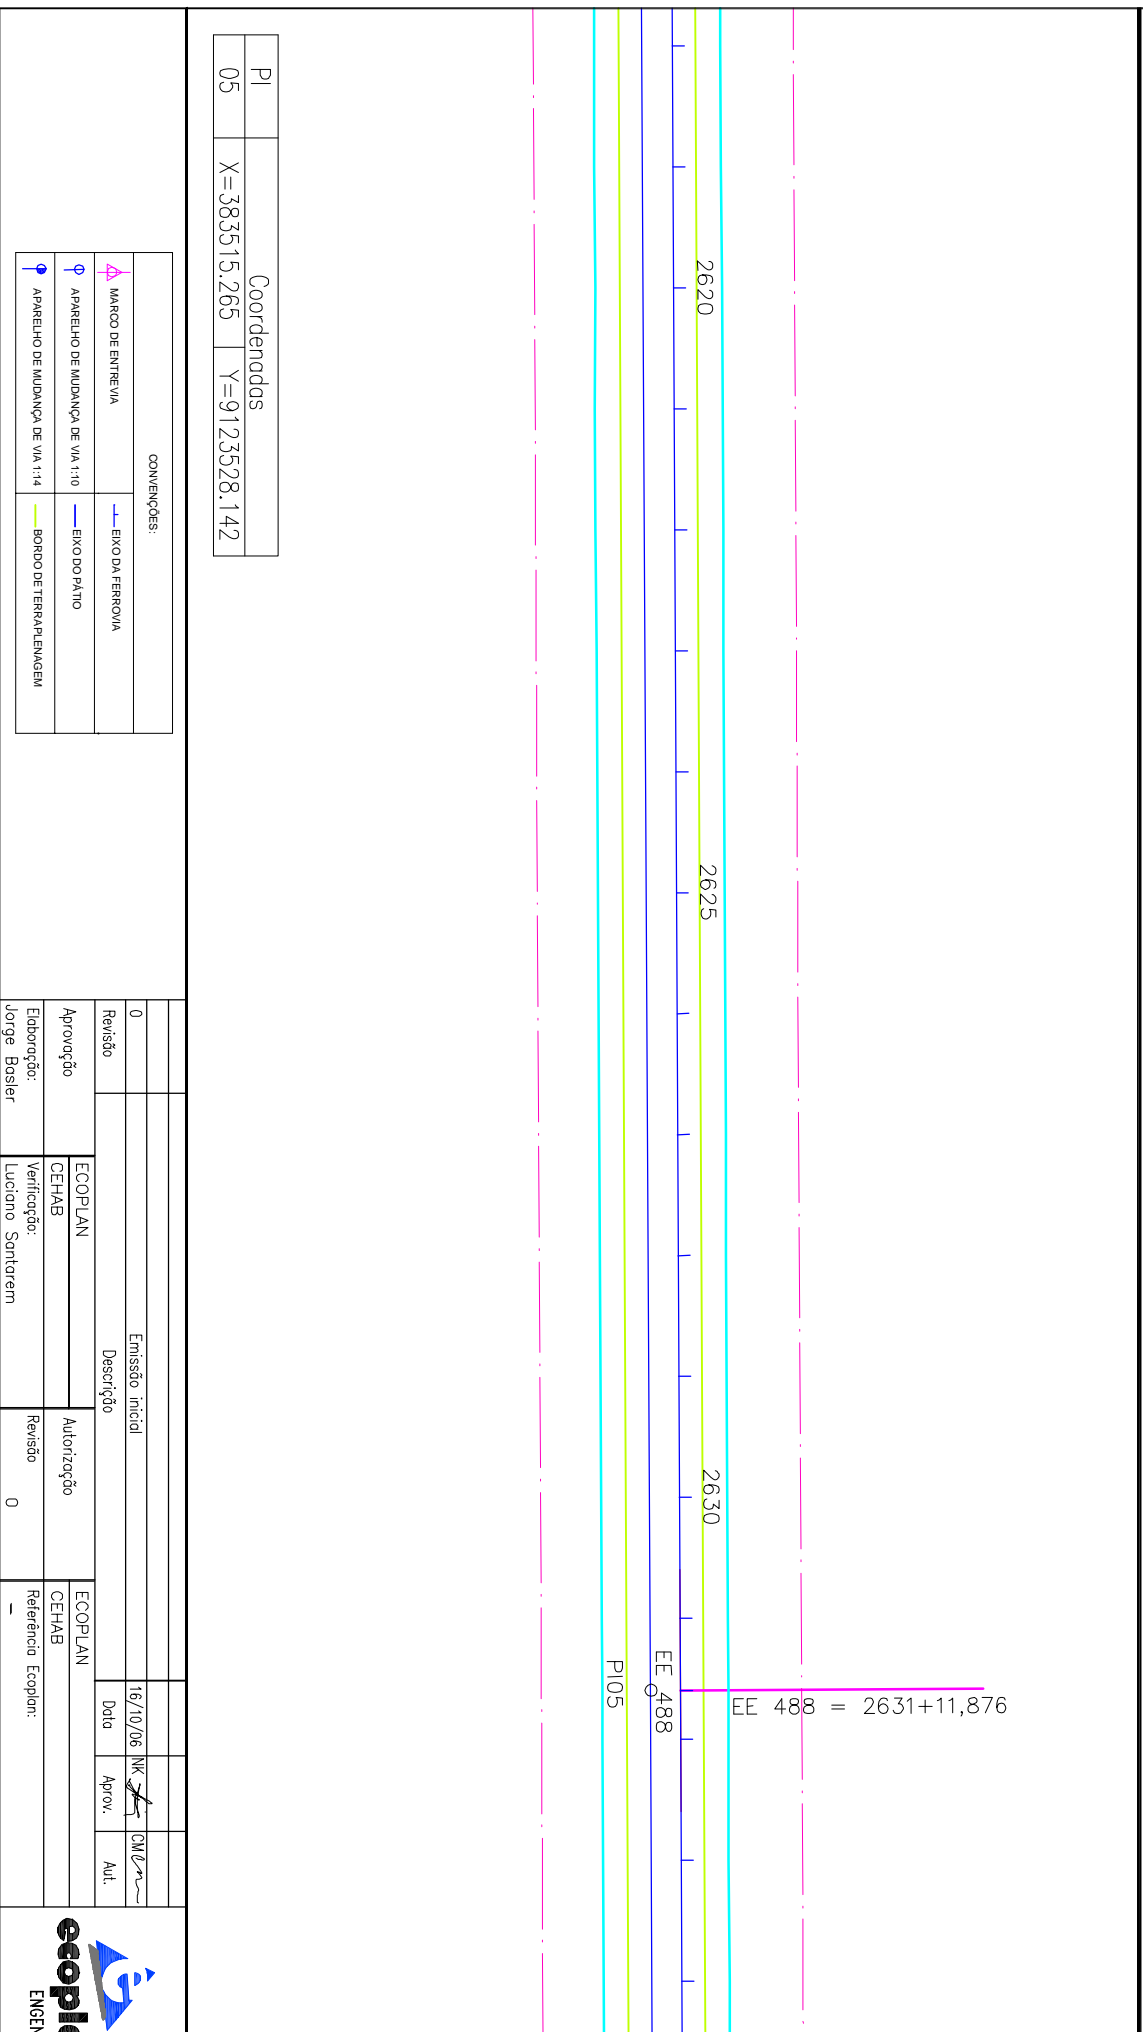 2620
2625
2630
EE 488 = 2631+11,876
EE 488
PI05
PI Coordenadas
05 X=383515.265 Y=9123528.142
CONVENÇÕES:
MARCO DE ENTREVIA EIXO DA FERROVIA
APARELHO DE MUDANÇA DE VIA 1:10 EIXO DO PÁTIO
APARELHO DE MUDANÇA DE VIA 1:14 BORDO DE TERRAPLENAGEM
0 Emissão inicial 16/10/06 NK CM
Revisão Descrição Data Aprov. Aut.
Aprovação ECOPLAN Autorização ECOPLAN
CEHAB CEHAB
Elaboração: Verificação: Revisão Referência Ecoplan:
Jorge Basler Luciano Santarem 0 –